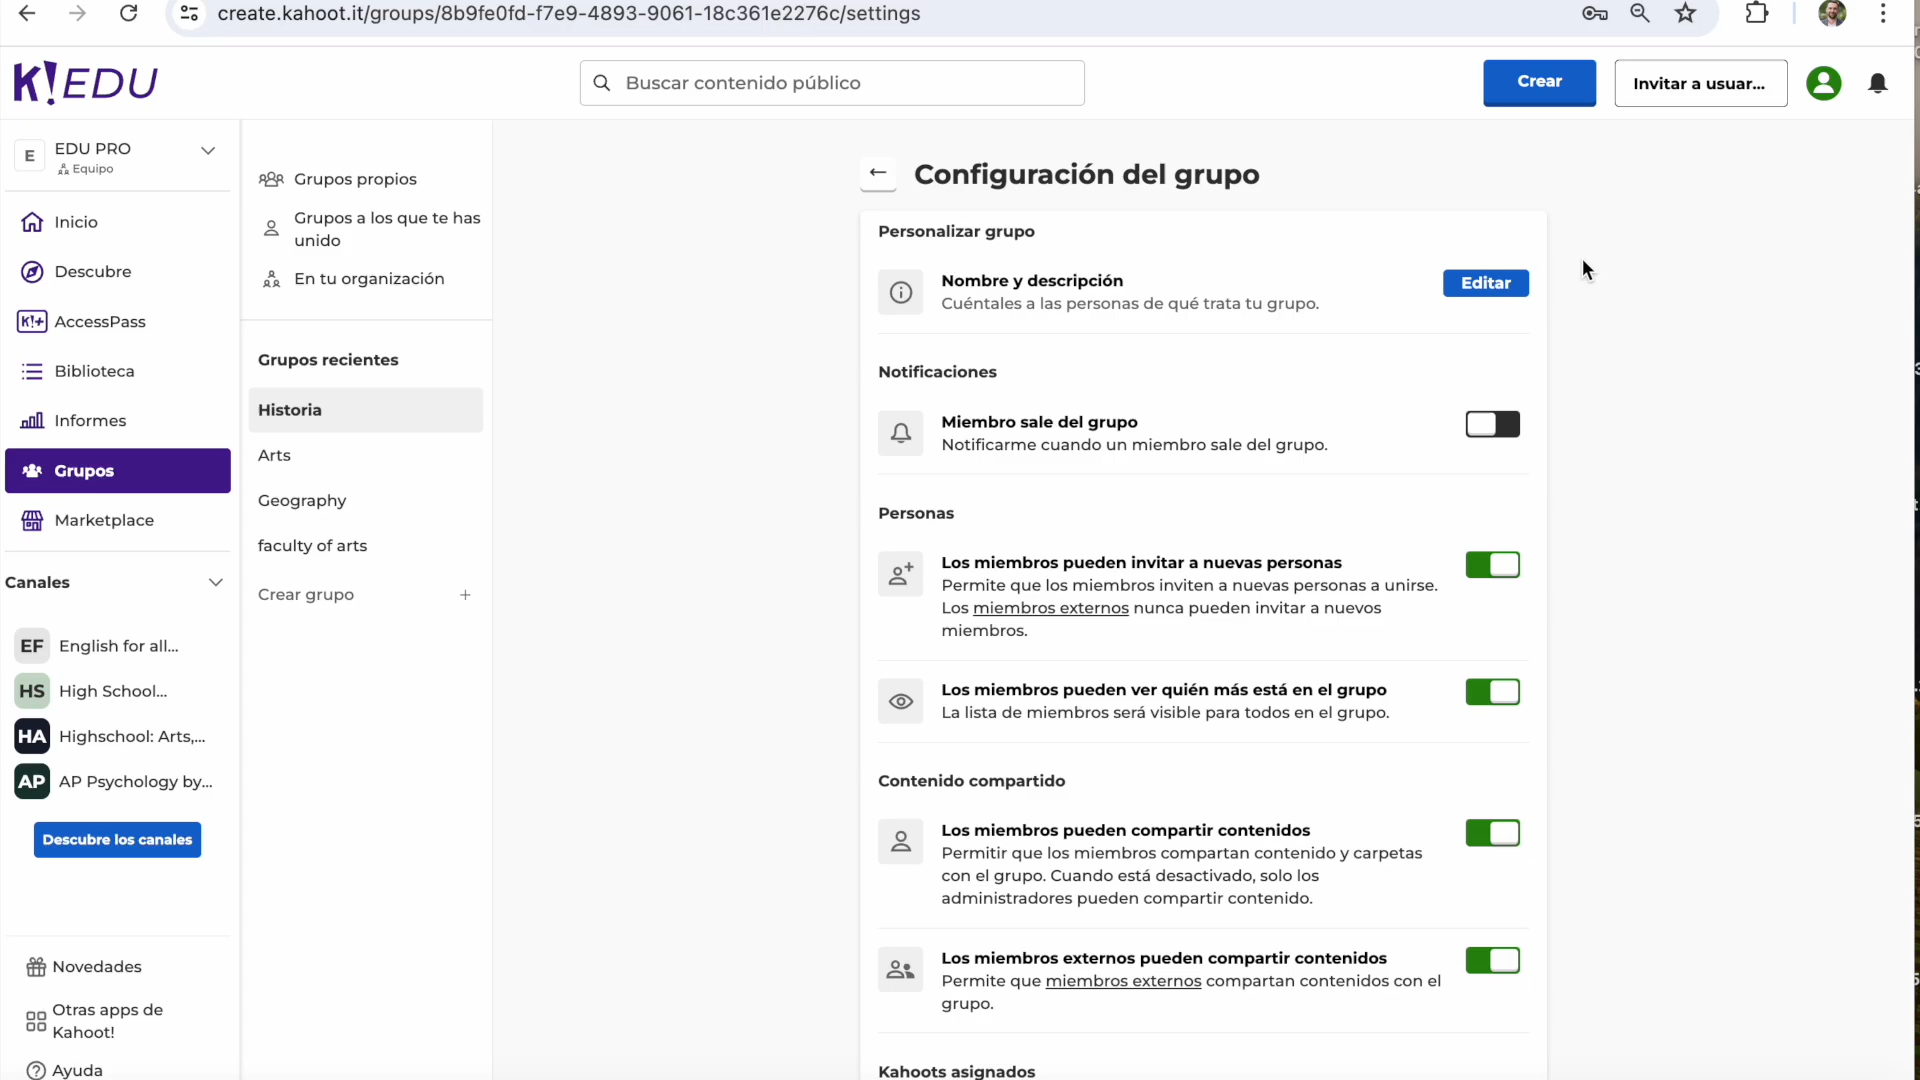 create.kahoot.it/groups/8b9fe0fd-f7e9-4893-9061-18c361e2276c/settings
K!EDU
Buscar contenido público
Crear
Invitar a usuar...
E
EDU PRO
Equipo
Inicio
Descubre
K!+
AccessPass
Biblioteca
Informes
Grupos
Marketplace
Canales
EF
English for all...
HS
High School...
HA
Highschool: Arts,...
AP
AP Psychology by...
Descubre los canales
Novedades
Otras apps de
Kahoot!
Ayuda
Grupos propios
Grupos a los que te has
unido
En tu organización
Grupos recientes
Historia
Arts
Geography
faculty of arts
Crear grupo
+
Configuración del grupo
Personalizar grupo
Nombre y descripción
Cuéntales a las personas de qué trata tu grupo.
Editar
Notificaciones
Miembro sale del grupo
Notificarme cuando un miembro sale del grupo.
Personas
Los miembros pueden invitar a nuevas personas
Permite que los miembros inviten a nuevas personas a unirse.
Los miembros externos nunca pueden invitar a nuevos
miembros.
Los miembros pueden ver quién más está en el grupo
La lista de miembros será visible para todos en el grupo.
Contenido compartido
Los miembros pueden compartir contenidos
Permitir que los miembros compartan contenido y carpetas
con el grupo. Cuando está desactivado, solo los
administradores pueden compartir contenido.
Los miembros externos pueden compartir contenidos
Permite que miembros externos compartan contenidos con el
grupo.
Kahoots asignados